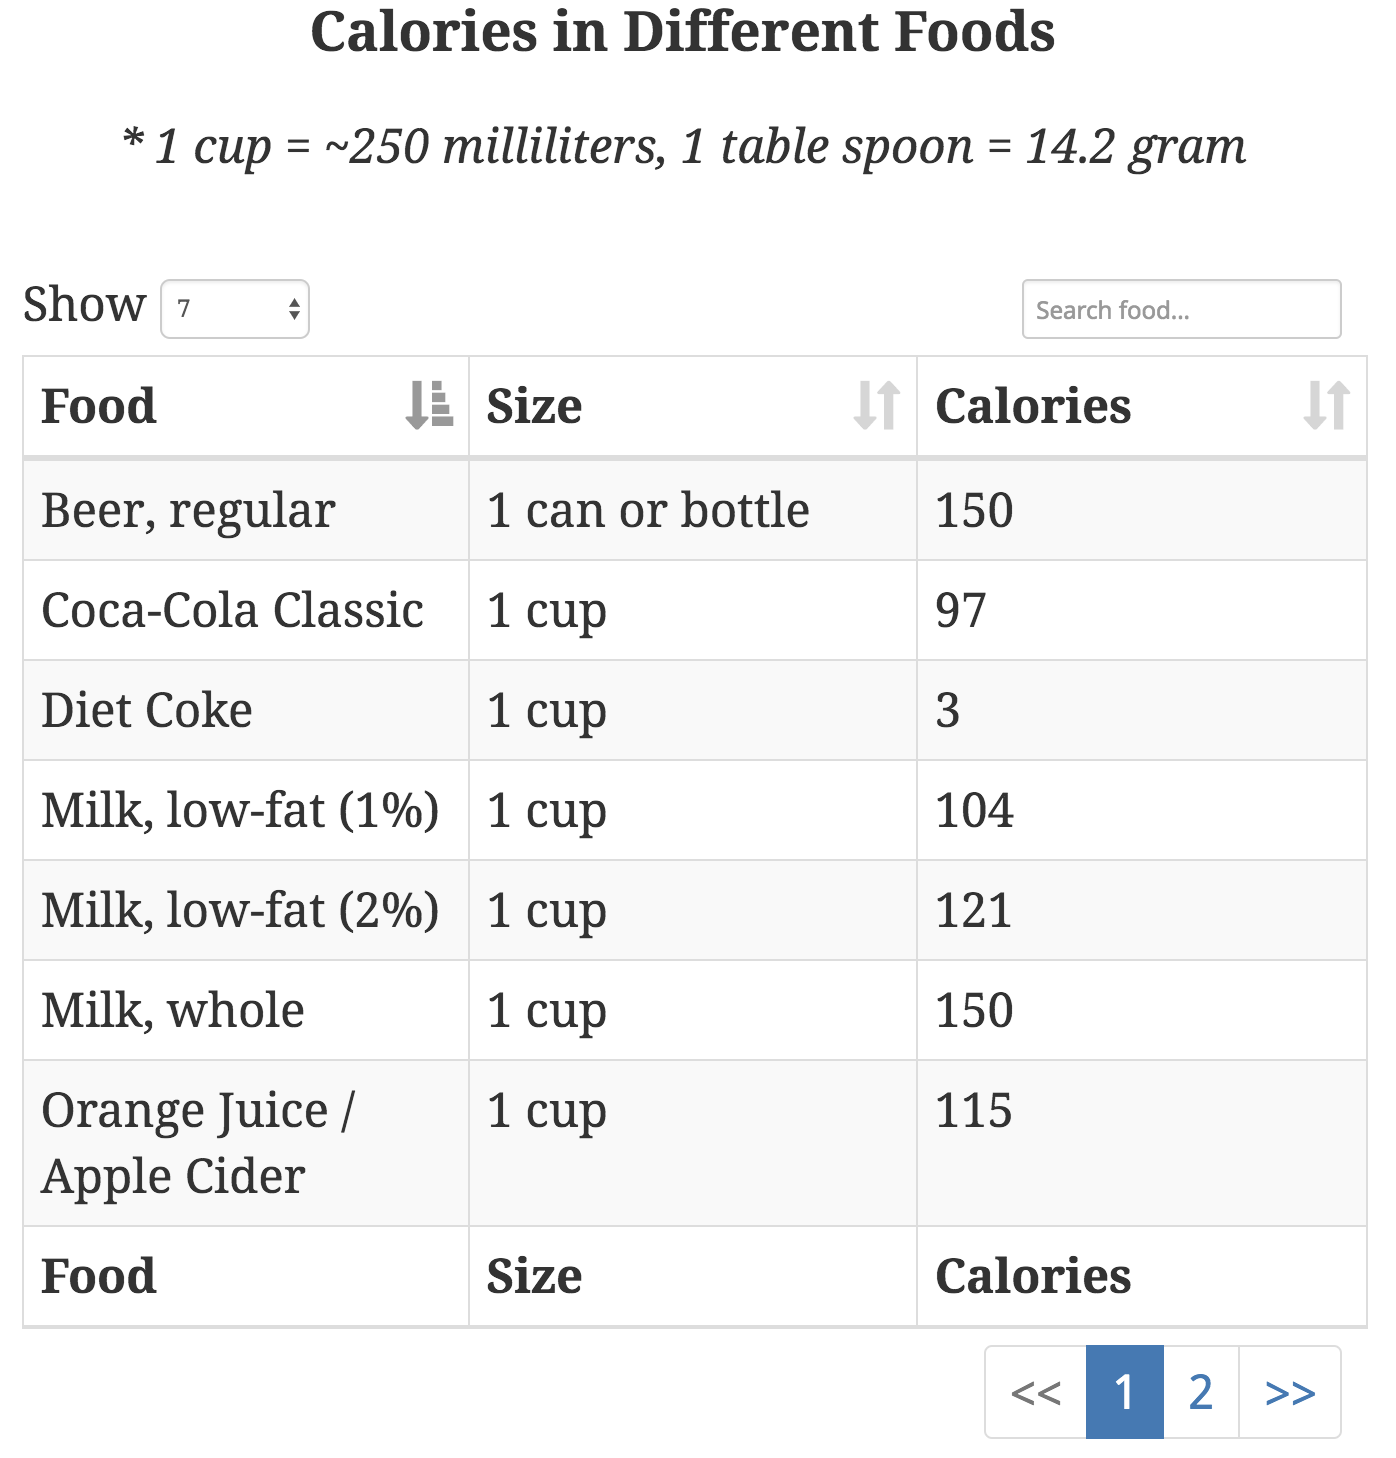 Calories in Different Foods
* 1 cup = ~250 milliliters, 1 table spoon = 14.2 gram
Show 7 Search food...
Food Size Calories
Beer, regular 1 can or bottle 150
Coca-Cola Classic 1 cup 97
Diet Coke 1 cup 3
Milk, low-fat (1%) 1 cup 104
Milk, low-fat (2%) 1 cup 121
Milk, whole 1 cup 150
Orange Juice / 1 cup 115
Apple Cider
Food Size Calories
<< 1 2 >>